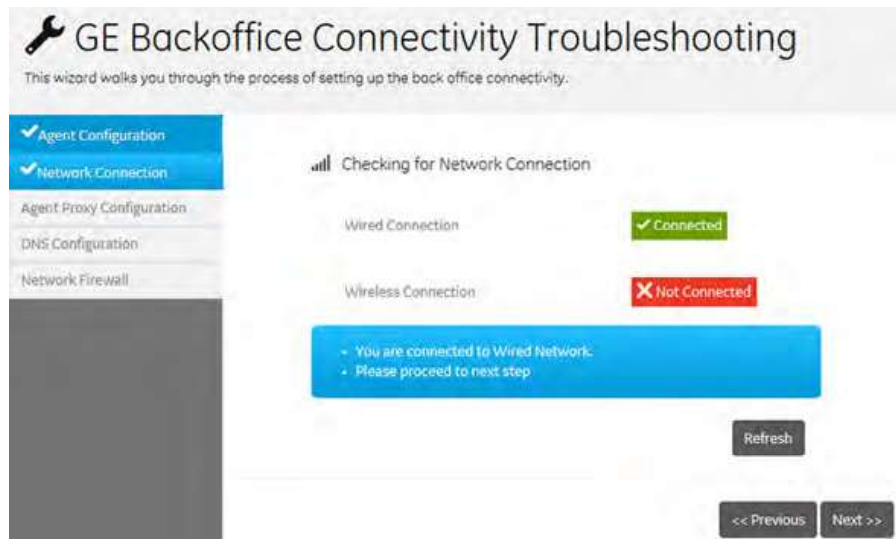 GE Backoffice Connectivity Troubleshooting
This wizard walks you through the process of setting up the back office connectivity.
Agent Configuration
Network Connection
Agent Proxy Configuration
DNS Configuration
Network Firewall
Checking for Network Connection
Wired Connection
Connected
Wireless Connection
Not Connected
You are connected to Wired Network.
Please proceed to next step
Refresh
<< Previous
Next >>